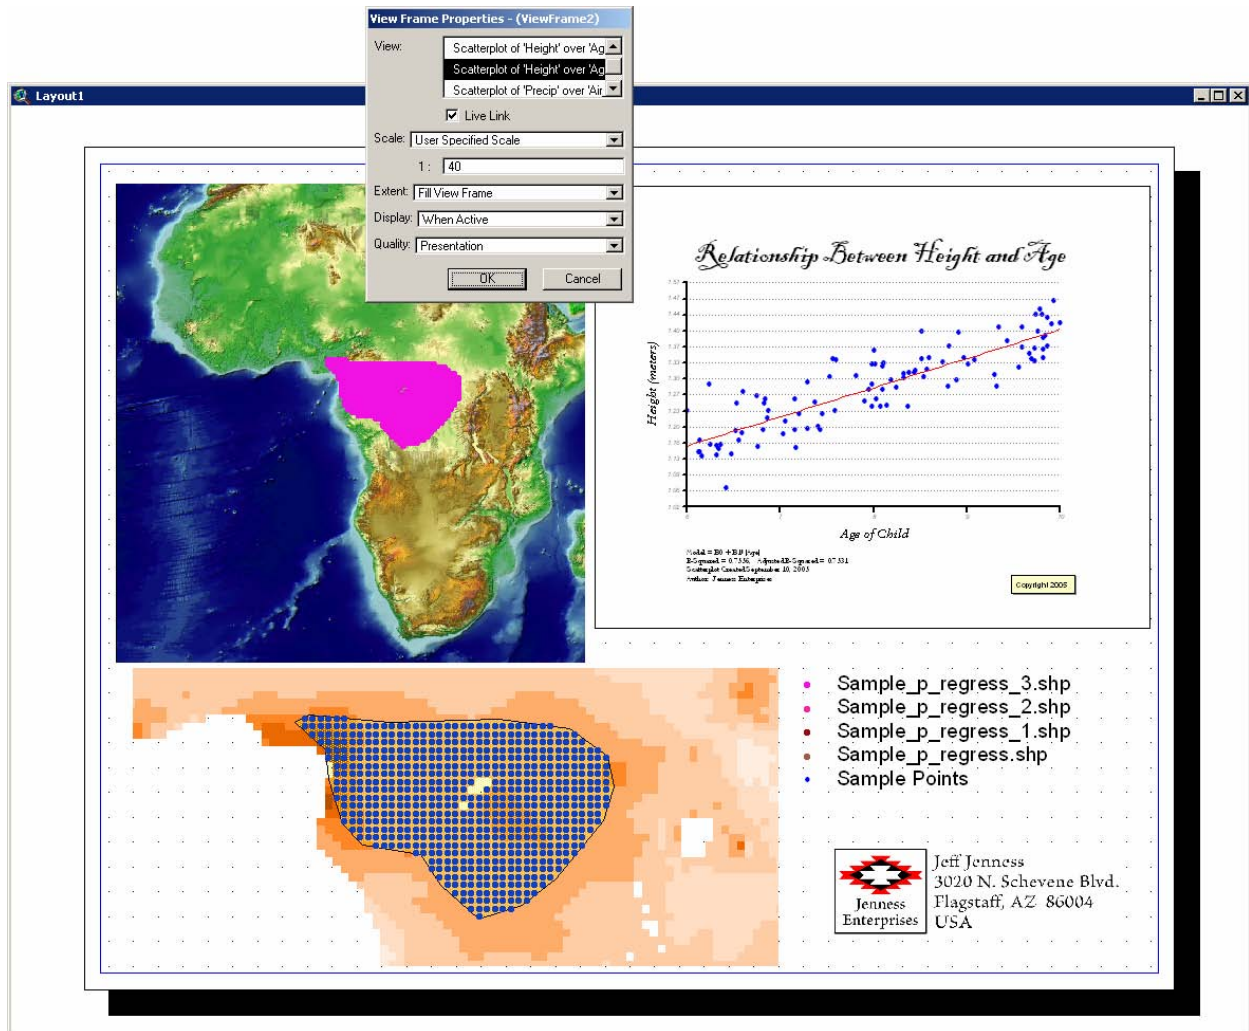 View Frame Properties - (ViewFrame2)
View:
Scatterplot of 'Height' over 'Ag
Scatterplot of 'Height' over 'Ag
Scatterplot of 'Precip' over 'Air
Live Link
Scale: User Specified Scale
1 : 40
Extent: Fill View Frame
Display: When Active
Quality: Presentation
OK Cancel
Layout1
Relationship Between Height and Age
Height (meters)
Age of Child
Author: Jenness Enterprises
Copyright 2005
Sample_p_regress_3.shp
Sample_p_regress_2.shp
Sample_p_regress_1.shp
Sample_p_regress.shp
Sample Points
Jenness
Enterprises
Jeff Jenness
3020 N. Schevene Blvd.
Flagstaff, AZ 86004
USA